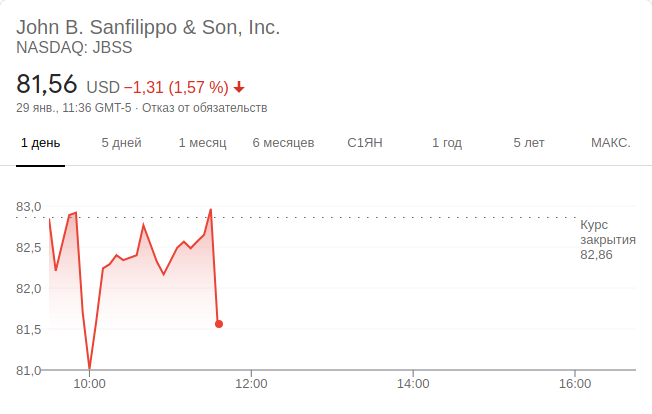 John B. Sanfilippo & Son, Inc.
NASDAQ: JBSS
81,56 USD −1,31 (1,57 %)
29 янв., 11:36 GMT-5 · Отказ от обязательств
1 день 5 дней 1 месяц 6 месяцев С1ЯН 1 год 5 лет МАКС.
83,0
Курс
закрытия
82,86
82,5
82,0
81,5
81,0
10:00 12:00 14:00 16:00